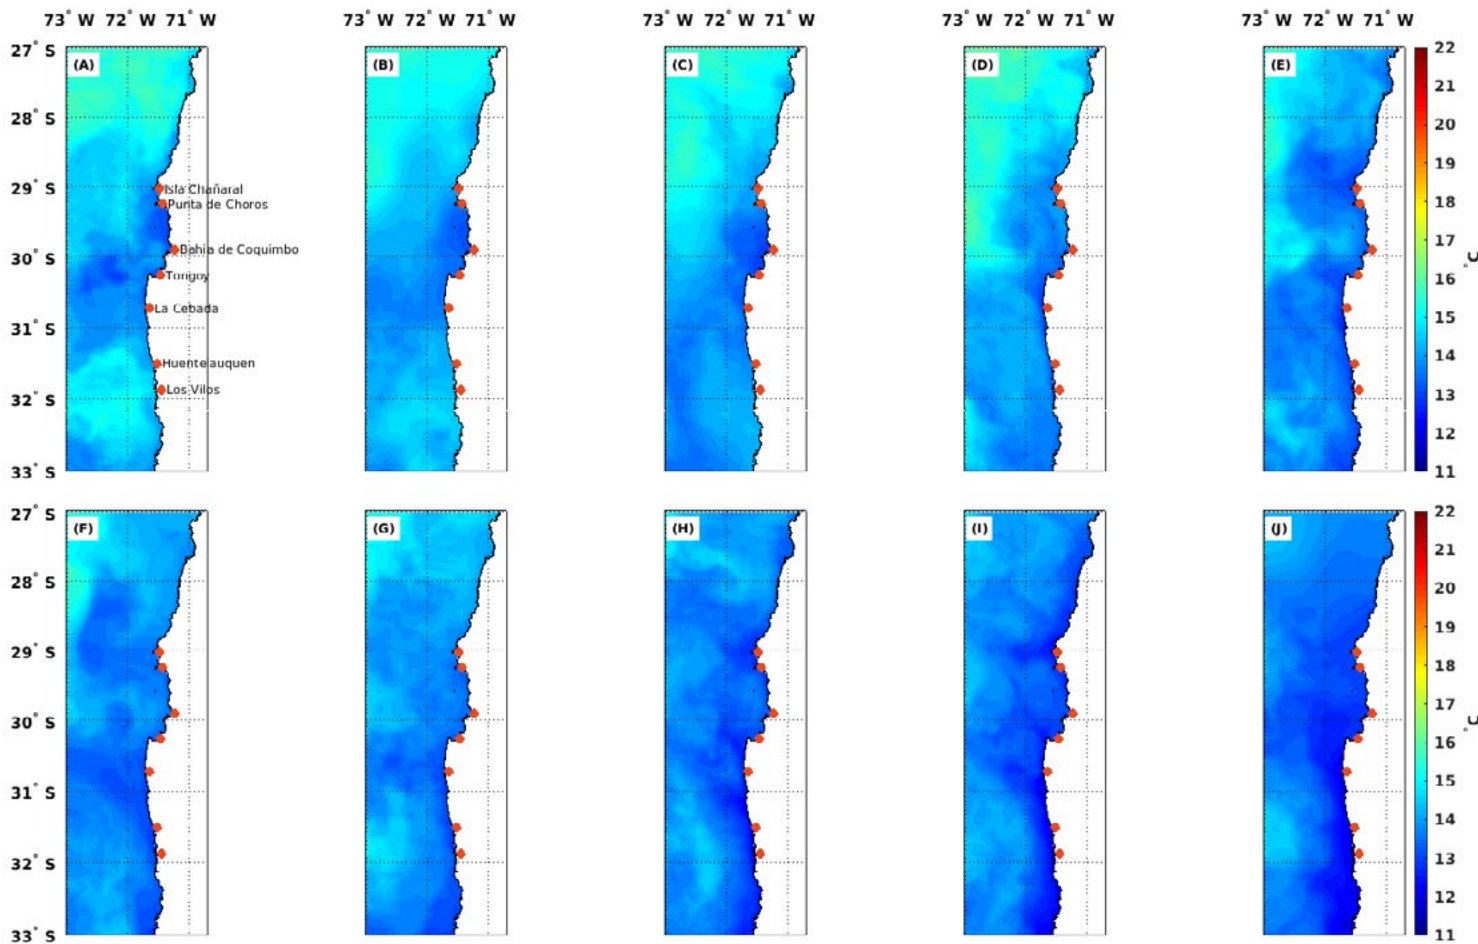 73° W 72° W 71° W 73° W 72° W 71° W 73° W 72° W 71° W 73° W 72° W 71° W 73° W 72° W 71° W
27° S
(A) (B) (C) (D) (E)
28° S
29° S
30° S
31° S
32° S
33° S
Isla Chañaral
Punta de Choros
Bahia de Coquimbo
Tongoy
La Cebada
Huentelauquen
Los Vilos
22
21
20
19
18
17
16
15
14
13
12
11
°C
27° S
(F) (G) (H) (I) (J)
28° S
29° S
30° S
31° S
32° S
33° S
22
21
20
19
18
17
16
15
14
13
12
11
°C